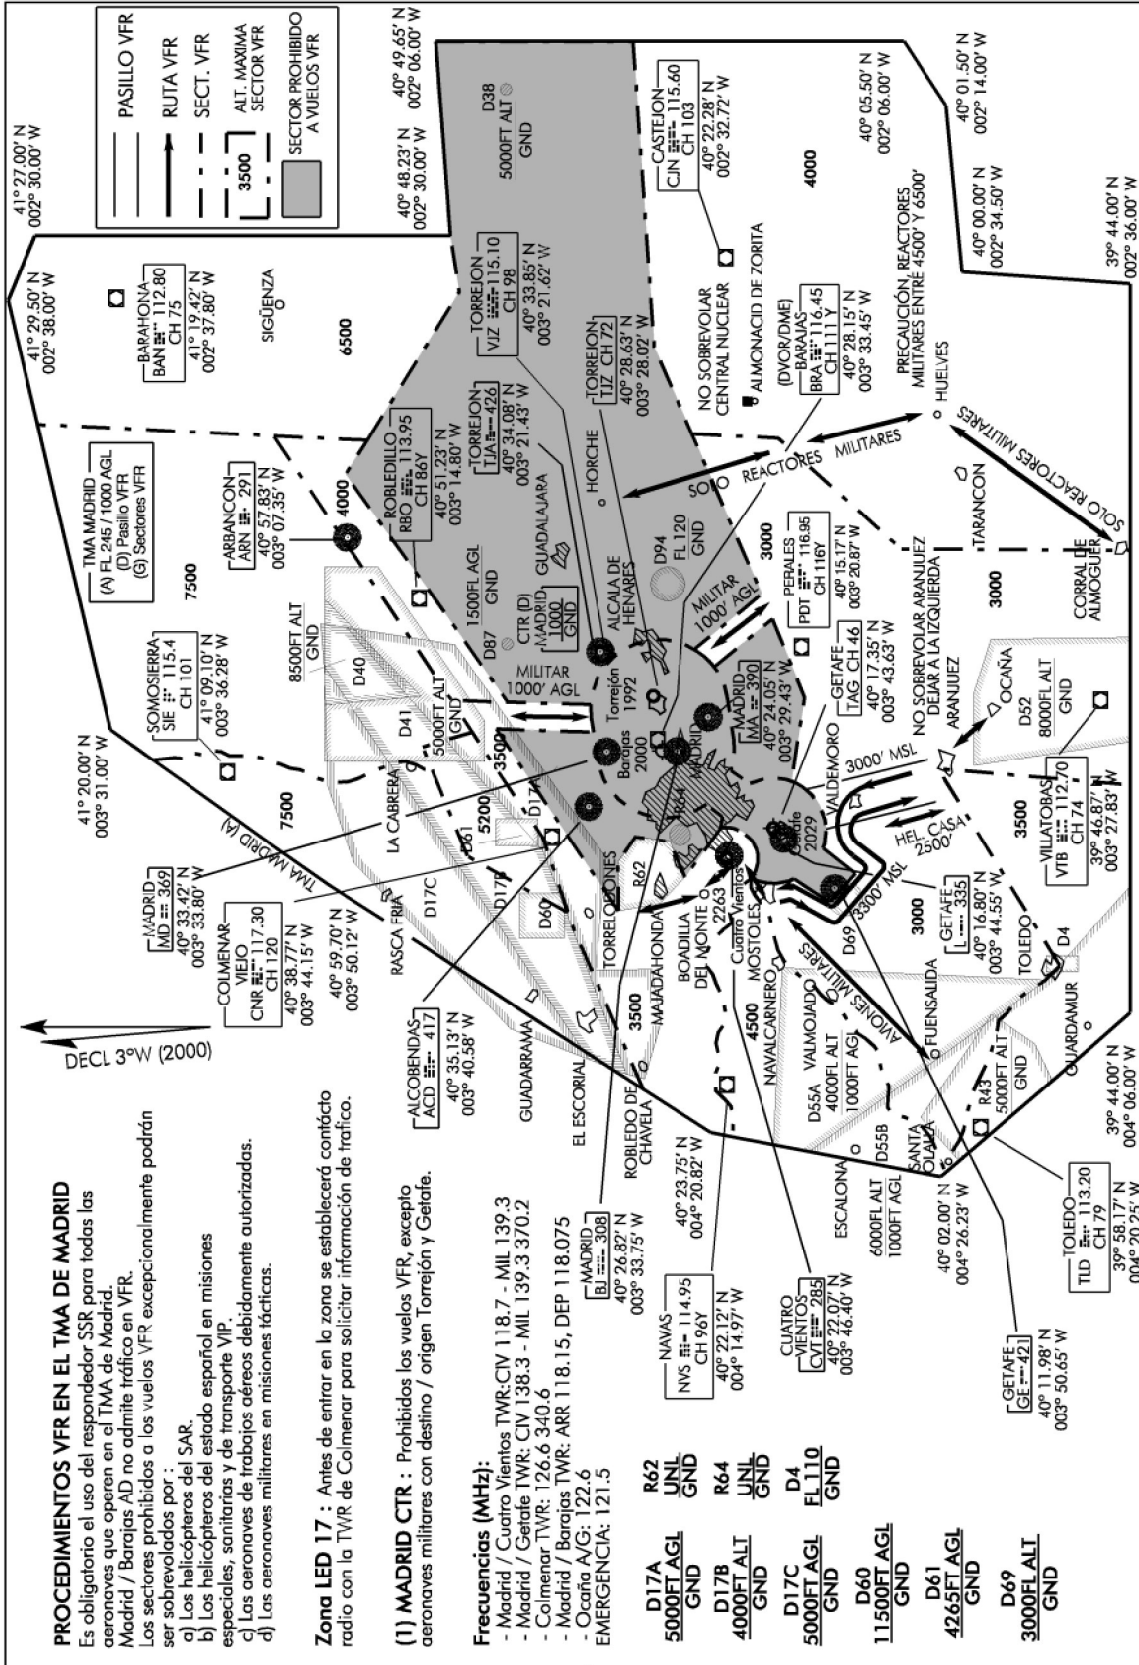 PROCEDIMIENTOS VFR EN EL TMA DE MADRID
Es obligatorio el uso del respondedor SSR para todas las
aeronaves que operen en el TMA de Madrid.
Madrid / Barajas AD no admite tráfico en VFR.
Los sectores prohibidos a los vuelos VFR excepcionalmente podrán
ser sobrevolados por :
a) Los helicópteros del SAR.
b) Los helicópteros del estado español en misiones
especiales, sanitarias y de transporte VIP.
c) Las aeronaves de trabajos aéreos debidamente autorizadas.
d) Las aeronaves militares en misiones tácticas.
Zona LED 17 : Antes de entrar en la zona se establecerá contácto
radio con la TWR de Colmenar para solicitar información de trafico.
(1) MADRID CTR : Prohibidos los vuelos VFR, excepto
aeronaves militares con destino / origen Torrejón y Getafe.
Frecuencias (MHz):
- Madrid / Cuatro Vientos TWR:CIV 118.7 - MIL 139.3
- Madrid / Getafe TWR: CIV 138.3 - MIL 139.3 370.2
- Colmenar TWR: 126.6 340.6
- Madrid / Barajas TWR: ARR 118.15, DEP 118.075
- Ocaña A/G: 122.6
EMERGENCIA: 121.5
D17A
5000FT AGL
GND
D17B
4000FT ALT
GND
D17C
5000FT AGL
GND
D60
11500FT AGL
GND
D61
4265FT AGL
GND
D69
3000FL ALT
GND
R62
UNL
GND
R64
UNL
GND
D4
FL110
GND
DECL 3°W (2000)
PASILLO VFR
RUTA VFR
SECT. VFR
3500
ALT. MAXIMA
SECTOR VFR
SECTOR PROHIBIDO
A VUELOS VFR
41° 27.00' N
002° 30.00' W
41° 29.50' N
002° 38.00' W
41° 20.00' N
003° 31.00' W
40° 59.70' N
003° 50.12' W
40° 49.65' N
002° 06.00' W
40° 48.23' N
002° 30.00' W
40° 05.50' N
002° 06.00' W
40° 01.50' N
002° 14.00' W
40° 00.00' N
002° 34.50' W
39° 44.00' N
002° 36.00' W
39° 44.00' N
004° 06.00' W
40° 02.00' N
004° 26.23' W
40° 23.75' N
004° 20.82' W
TMA MADRID
(A) FL 245 / 1000 AGL
(D) Pasillo VFR
(G) Sectores VFR
BARAHONA
BAN 112.80
CH 75
41° 19.42' N
002° 37.80' W
SIGÜENZA
6500
7500
ARBANCON
ARN 291
40° 57.83' N
003° 07.35' W
4000
SOMOSIERRA
SIE 115.4
CH 101
41° 09.10' N
003° 36.28' W
7500
ROBLEDILLO
RBO 113.95
CH 86Y
40° 51.23' N
003° 14.80' W
TORREJON
TJA 426
40° 34.08' N
003° 21.43' W
TORREJON
VJZ 115.10
CH 98
40° 33.85' N
003° 21.62' W
TORREJON
TJZ CH 72
40° 28.63' N
003° 28.02' W
D38
5000FT ALT
GND
CASTEJON
CJN 115.60
CH 103
40° 22.28' N
002° 32.72' W
4000
NO SOBREVOLAR
CENTRAL NUCLEAR
ALMONACID DE ZORITA
(DVOR/DME)
BARAJAS
BRA 116.45
CH 111 Y
40° 28.15' N
003° 33.45' W
PRECAUCIÓN, REACTORES
MILITARES ENTRE 4500' Y 6500'
HUELVES
SOLO REACTORES MILITARES
SOLO REACTORES MILITARES
TARANCON
CORRAL DE
ALMOGUER
3000
3000
HORCHE
GUADALAJARA
D94
FL 120
GND
D87
1500FL AGL
GND
CTR (D)
MADRID
1000
GND
ALCALA DE
HENARES
MILITAR
1000' AGL
MILITAR
1000' AGL
8500FT ALT
GND
D40
D41
5000FT ALT
GND
3500
LA CABRERA
TMA MADRID (A)
RASCAFRIA
D17C
D17B
D17A
D61
5200
D60
MADRID
MD 369
40° 33.42' N
003° 33.80' W
COLMENAR
VIEJO
CNR 117.30
CH 120
40° 38.77' N
003° 44.15' W
ALCOBENDAS
ACD 417
40° 35.13' N
003° 40.58' W
GUADARRAMA
EL ESCORIAL
ROBLEDO DE
CHAVELA
TORRELODONES
3500
MAJADAHONDA
R62
R64
BOADILLA
DEL MONTE
Torrejón
1992
Barajas
2000
MADRID
MADRID
MA 390
40° 24.05' N
003° 29.43' W
PERALES
PDT 116.95
CH 116Y
40° 15.17' N
003° 20.87' W
GETAFE
TAG CH 46
40° 17.35' N
003° 43.63' W
NO SOBREVOLAR ARANJUEZ
DEJAR A LA IZQUIERDA
ARANJUEZ
OCAÑA
D52
8000FL ALT
GND
VALDEMORO
3000' MSL
HEL. CASA
2500'
3300' MSL
3500
VILLATOBAS
VTB 112.70
CH 74
39° 46.87' N
003° 27.83' W
Getafe
2029
2263
Cuatro Vientos
MOSTOLES
NAVALCARNERO
4500
D69
3000
GETAFE
L 335
40° 16.80' N
003° 44.55' W
TOLEDO
D4
AVIONES MILITARES
FUENSALIDA
VALMOJADO
D55A
4000FL ALT
1000FT AGL
D55B
6000FL ALT
1000FT AGL
ESCALONA
SANTA
OLALLA
R43
5000FT ALT
GND
GUARDAMUR
MADRID
BJ 308
40° 26.82' N
003° 33.75' W
NAVAS
NVS 114.95
CH 96Y
40° 22.12' N
004° 14.97' W
CUATRO
VIENTOS
CVT 285
40° 22.07' N
003° 46.40' W
GETAFE
GE 421
40° 11.98' N
003° 50.65' W
TOLEDO
TLD 113.20
CH 79
39° 58.17' N
004° 20.25' W